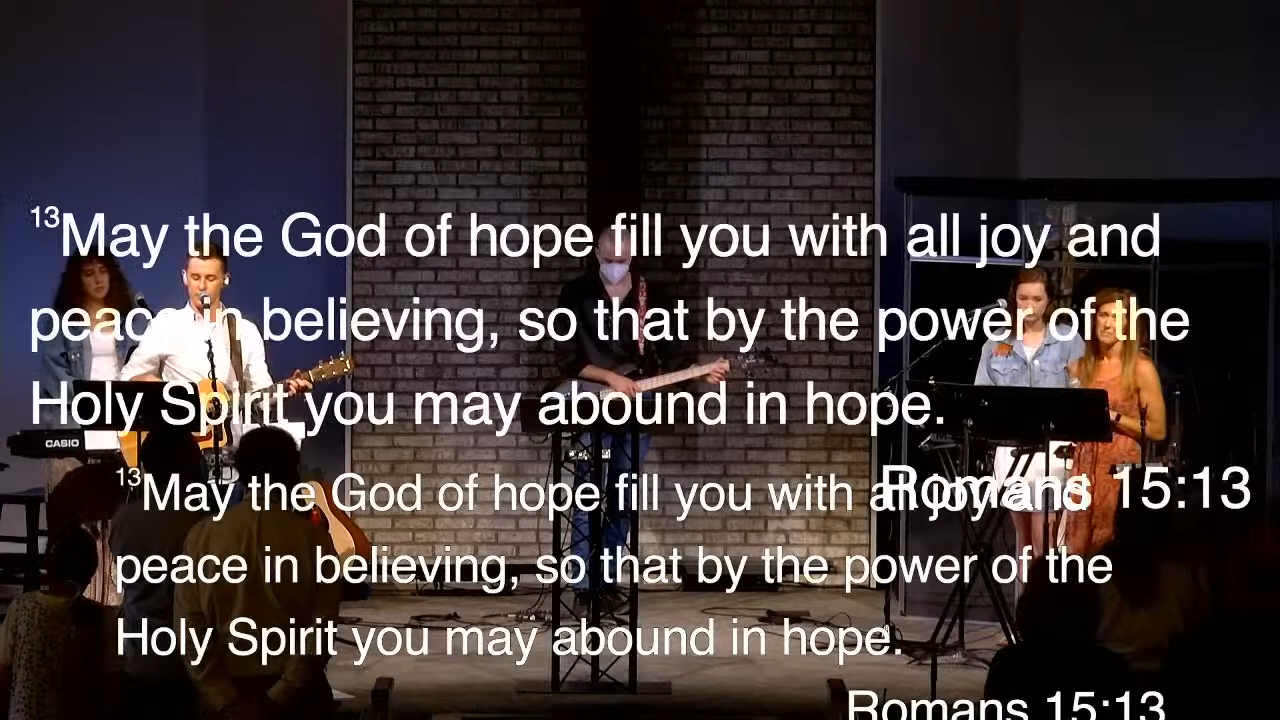 13May the God of hope fill you with all joy and
peace in believing, so that by the power of the
Holy Spirit you may abound in hope.
Romans 15:13
CASIO
13May the God of hope fill you with all joy and
peace in believing, so that by the power of the
Holy Spirit you may abound in hope.
Romans 15:13